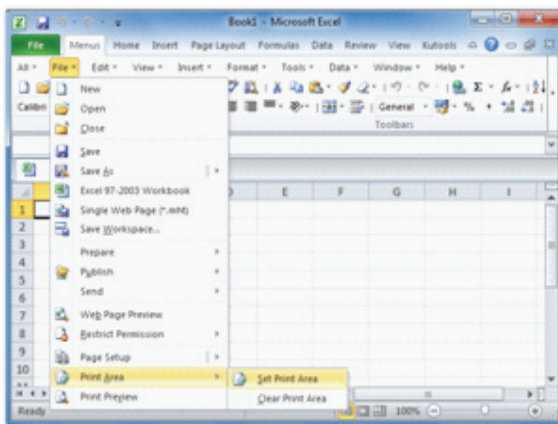 Book1 - Microsoft Excel
File Menus Home Insert Page Layout Formulas Data Review View Kutools
All File Edit View Insert Format Tools Data Window Help
New
Open
Close
Save
Save As
Excel 97-2003 Workbook
Single Web Page (*.mht)
Save Workspace...
Prepare
Publish
Send
Web Page Preview
Restrict Permission
Page Setup
Print Area
Print Preview
Set Print Area
Clear Print Area
Calibri
General
Toolbars
D E F G H I
1
2
3
4
5
6
7
8
9
10
Ready 100%